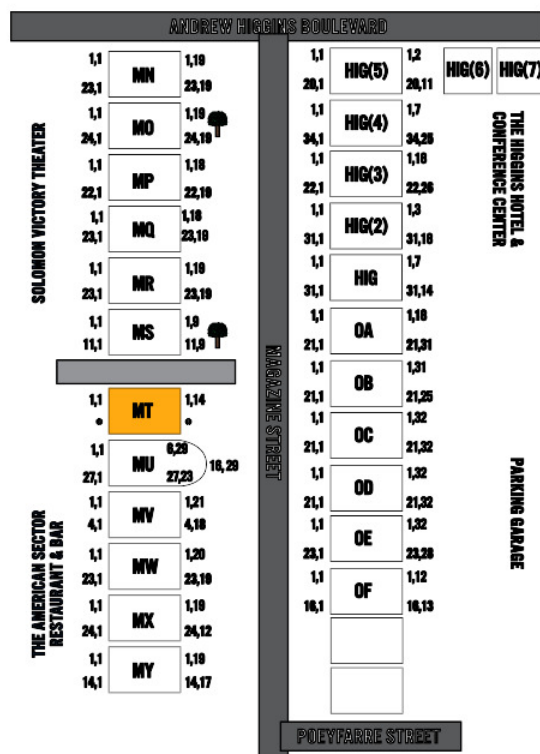 ANDREW HIGGINS BOULEVARD
SOLOMON VICTORY THEATER
1,1 MN 1,19
23,1 23,19
1,1 MO 1,19
24,1 24,19
1,1 MP 1,18
22,1 22,19
1,1 MQ 1,18
23,1 23,19
1,1 MR 1,19
23,1 23,19
1,1 MS 1,9
11,1 11,9
1,1 MT 1,14
THE AMERICAN SECTOR
RESTAURANT & BAR
1,1 MU 6,29
27,1 27,23
16,29
1,1 MV 1,21
4,1 4,18
1,1 MW 1,20
23,1 23,19
1,1 MX 1,19
24,1 24,12
1,1 MY 1,19
14,1 14,17
MAGAZINE STREET
1,1 HIG(5) 1,2
20,1 20,11
HIG(6)
HIG(7)
1,1 HIG(4) 1,7
34,1 34,25
1,1 HIG(3) 1,16
22,1 22,26
1,1 HIG(2) 1,3
31,1 31,16
1,1 HIG 1,7
31,1 31,14
THE HIGGINS HOTEL &
CONFERENCE CENTER
1,1 OA 1,18
21,1 21,31
1,1 OB 1,31
21,1 21,25
1,1 OC 1,32
21,1 21,32
1,1 OD 1,32
21,1 21,32
1,1 OE 1,32
23,1 23,28
1,1 OF 1,12
16,1 16,13
PARKING GARAGE
POEYFARRE STREET